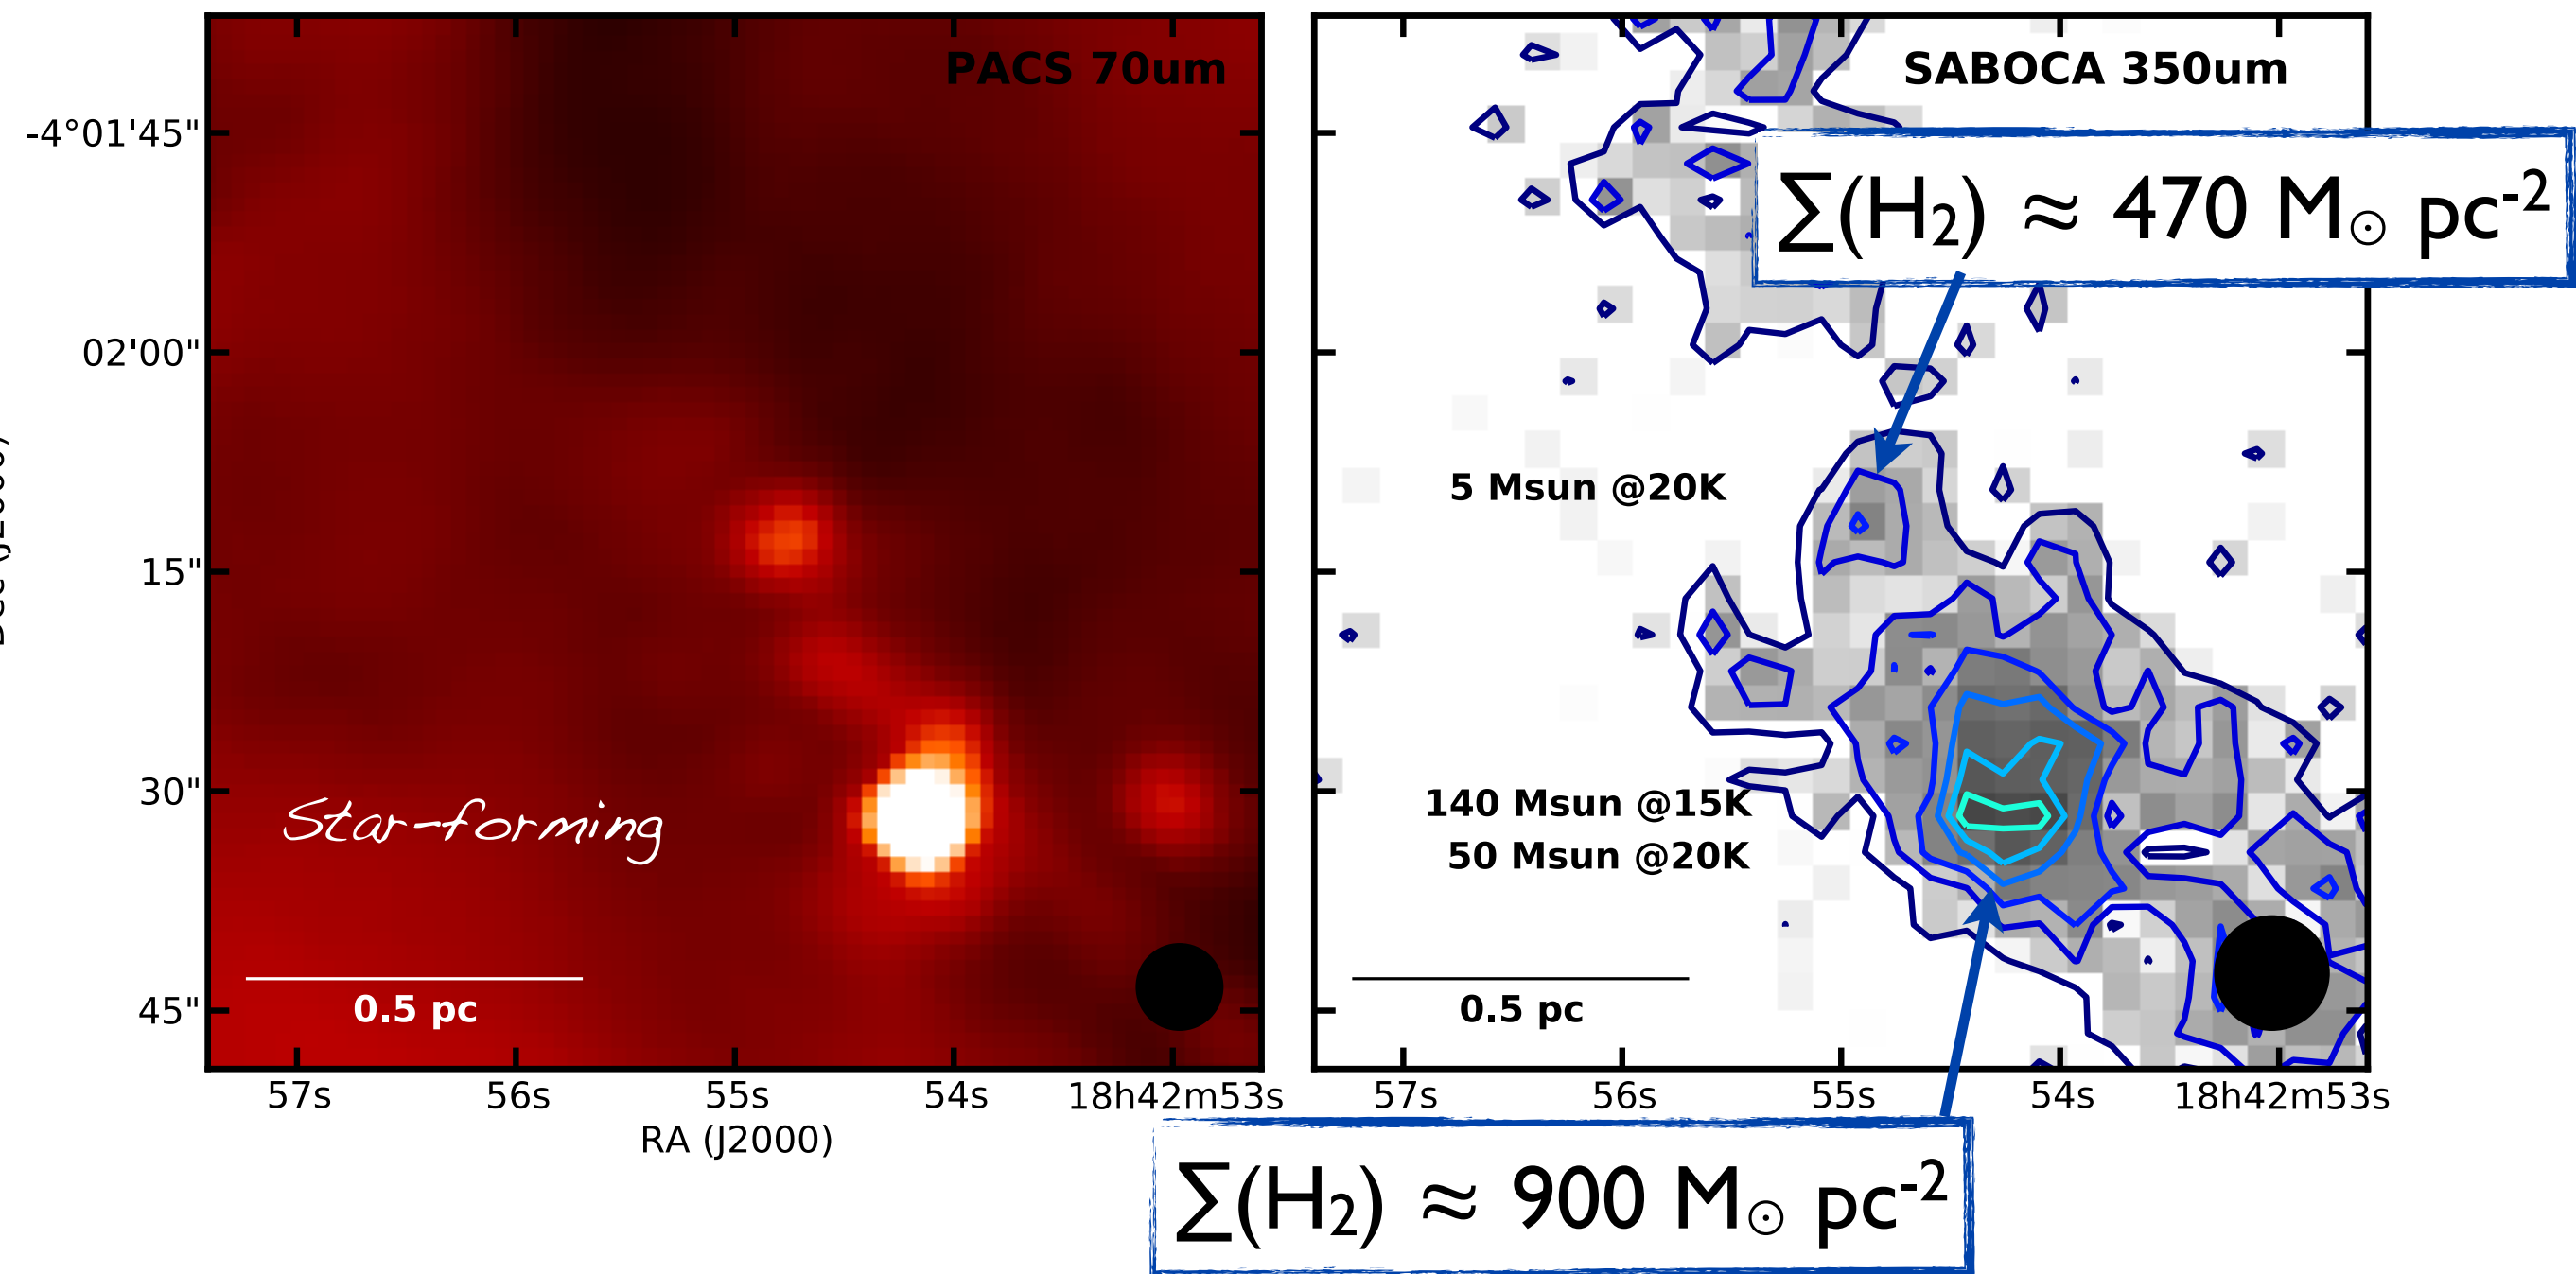 PACS 70um
SABOCA 350um
-4°01'45"
∑(H₂) ≈ 470 M☉ pc⁻²
02'00"
5 Msun @20K
15"
30"
140 Msun @15K
Star-forming
50 Msun @20K
0.5 pc
0.5 pc
45"
57s 56s 55s 54s 18h42m53s
57s 56s 55s 54s 18h42m53s
RA (J2000)
∑(H₂) ≈ 900 M☉ pc⁻²